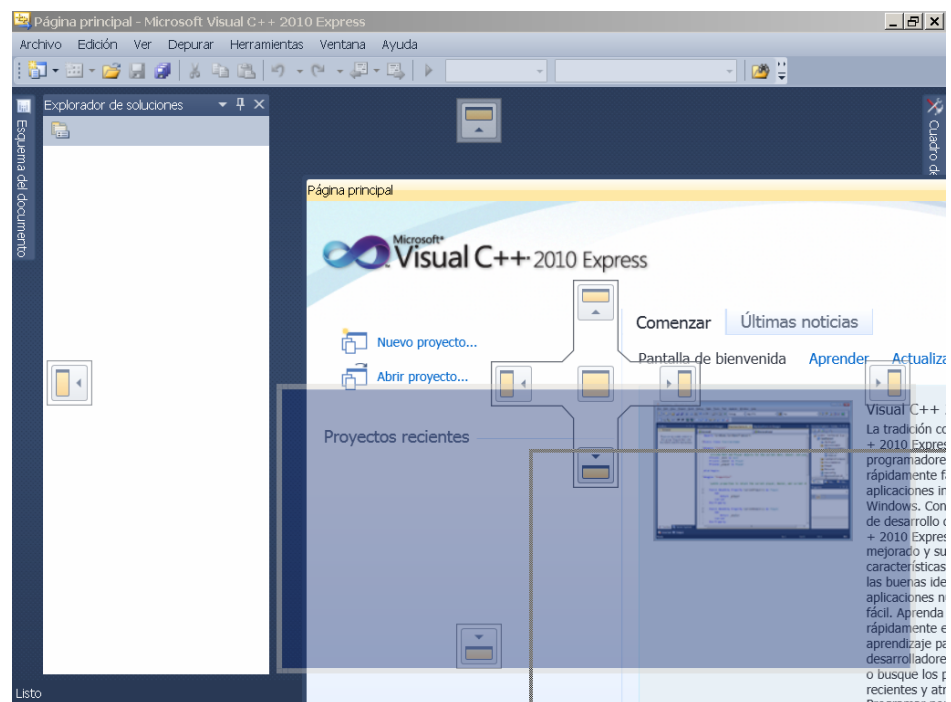 Página principal - Microsoft Visual C++ 2010 Express
Archivo Edición Ver Depurar Herramientas Ventana Ayuda
Explorador de soluciones
Esquema del documento
Cuadro de
Página principal
Microsoft
Visual C++ 2010 Express
Nuevo proyecto...
Abrir proyecto...
Proyectos recientes
Comenzar Últimas noticias
Pantalla de bienvenida Aprender Actualiza
Visual C++
La tradición co
+ 2010 Expres
programadore
rápidamente f
aplicaciones in
Windows. Con
de desarrollo
+ 2010 Expres
mejorado y su
características
las buenas ide
aplicaciones n
fácil. Aprenda
rápidamente e
aprendizaje pa
desarrolladore
o busque los p
recientes y atr
Listo